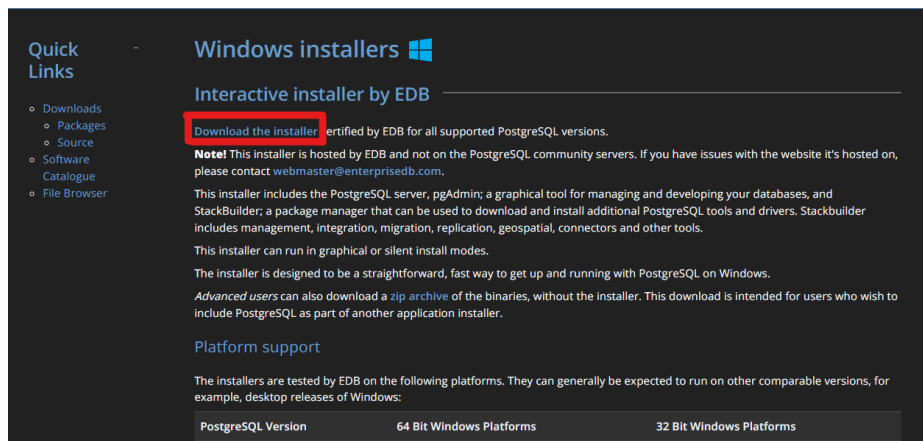 Quick
Links
Downloads
Packages
Source
Software
Catalogue
File Browser
Windows installers
Interactive installer by EDB
Download the installer ertified by EDB for all supported PostgreSQL versions.
Note! This installer is hosted by EDB and not on the PostgreSQL community servers. If you have issues with the website it's hosted on,
please contact webmaster@enterprisedb.com.
This installer includes the PostgreSQL server, pgAdmin; a graphical tool for managing and developing your databases, and
StackBuilder; a package manager that can be used to download and install additional PostgreSQL tools and drivers. Stackbuilder
includes management, integration, migration, replication, geospatial, connectors and other tools.
This installer can run in graphical or silent install modes.
The installer is designed to be a straightforward, fast way to get up and running with PostgreSQL on Windows.
Advanced users can also download a zip archive of the binaries, without the installer. This download is intended for users who wish to
include PostgreSQL as part of another application installer.
Platform support
The installers are tested by EDB on the following platforms. They can generally be expected to run on other comparable versions, for
example, desktop releases of Windows:
PostgreSQL Version 64 Bit Windows Platforms 32 Bit Windows Platforms